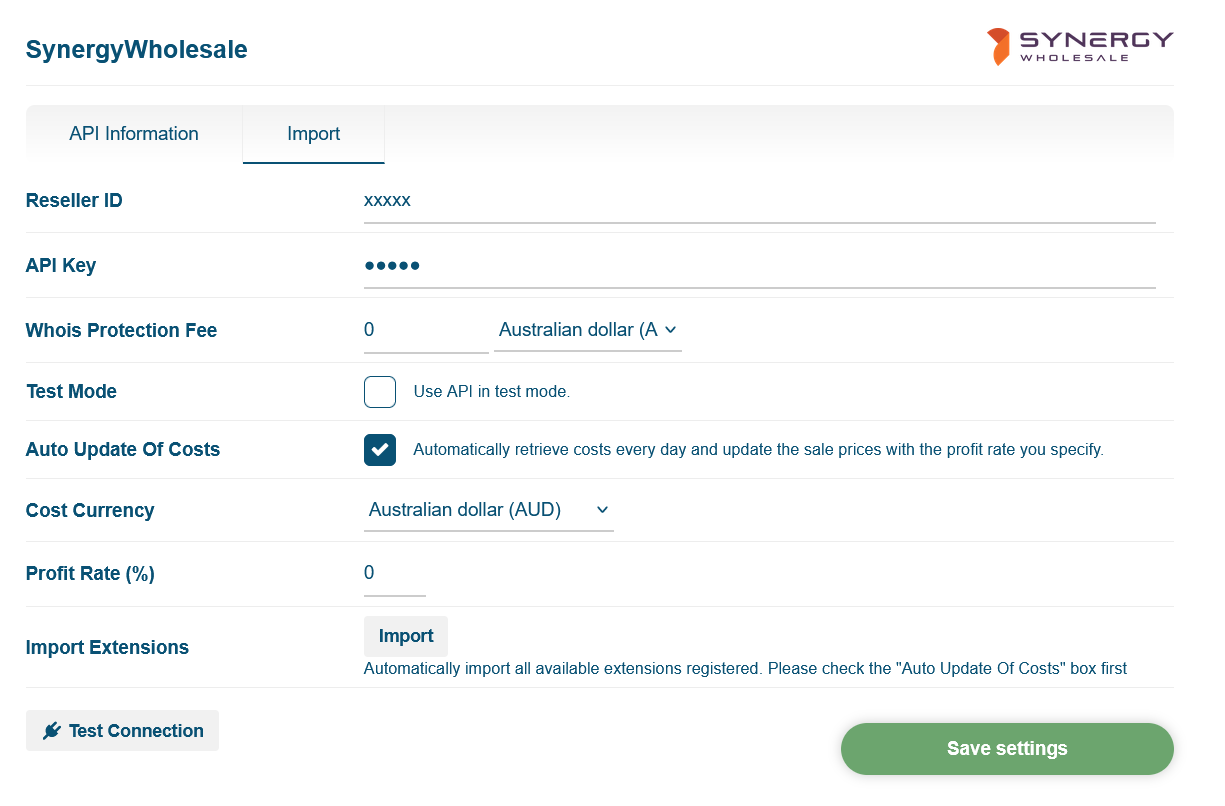 SynergyWholesale
SYNERGY
WHOLESALE
API Information
Import
Reseller ID
xxxxx
API Key
●●●●●
Whois Protection Fee
0
Australian dollar (A
Test Mode
Use API in test mode.
Auto Update Of Costs
Automatically retrieve costs every day and update the sale prices with the profit rate you specify.
Cost Currency
Australian dollar (AUD)
Profit Rate (%)
0
Import Extensions
Import
Automatically import all available extensions registered. Please check the "Auto Update Of Costs" box first
Test Connection
Save settings